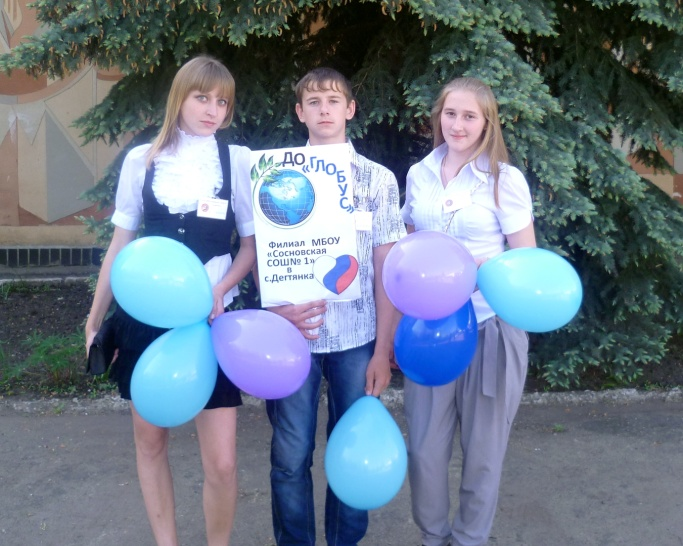 ДО «ГЛОБУС»
Филиал МБОУ
«Сосновская
СОШ№ 1»
в
с.Дегтянка